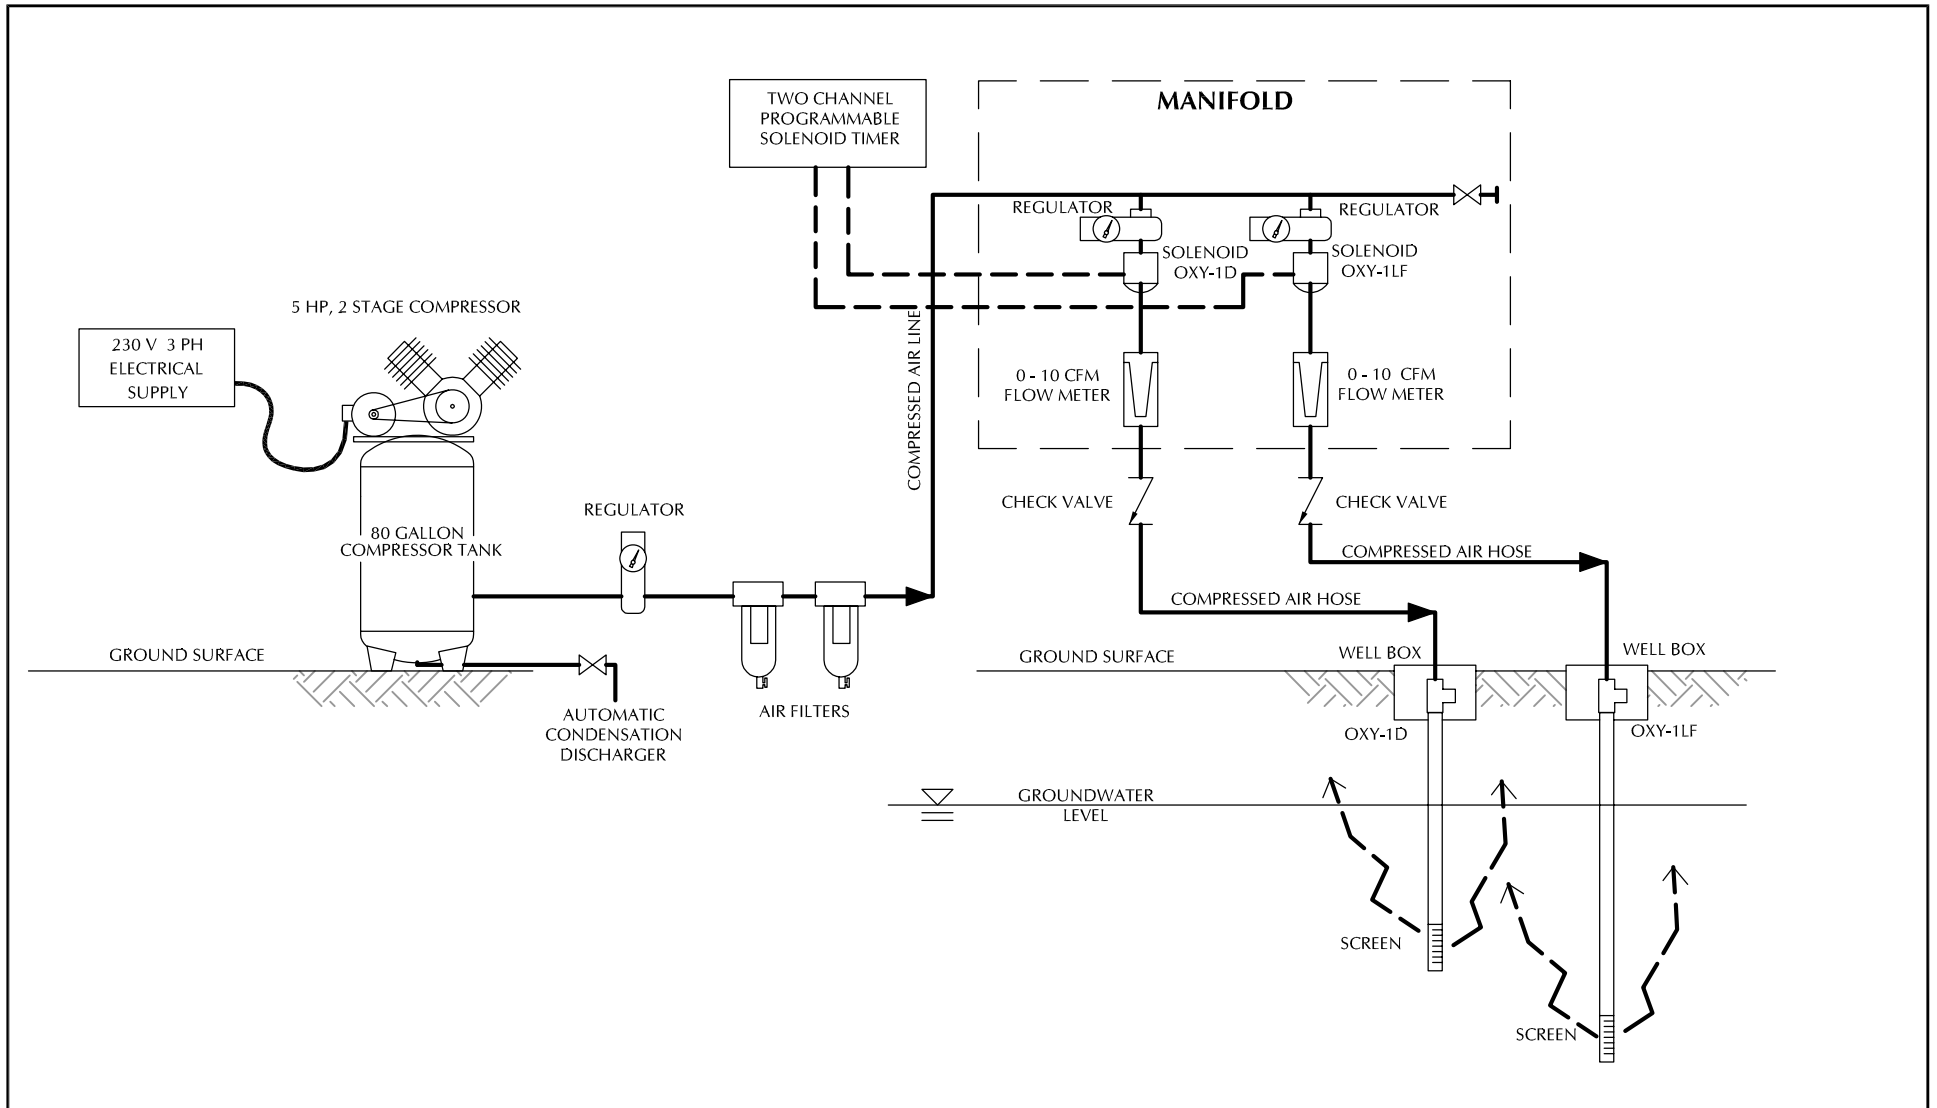 TWO CHANNEL
PROGRAMMABLE
SOLENOID TIMER
MANIFOLD
REGULATOR
REGULATOR
SOLENOID
OXY-1D
SOLENOID
OXY-1LF
5 HP, 2 STAGE COMPRESSOR
230 V 3 PH
ELECTRICAL
SUPPLY
COMPRESSED AIR LINE
0 - 10 CFM
FLOW METER
0 - 10 CFM
FLOW METER
CHECK VALVE
CHECK VALVE
REGULATOR
80 GALLON
COMPRESSOR TANK
COMPRESSED AIR HOSE
COMPRESSED AIR HOSE
GROUND SURFACE
GROUND SURFACE
WELL BOX
WELL BOX
AIR FILTERS
AUTOMATIC
CONDENSATION
DISCHARGER
OXY-1D
OXY-1LF
GROUNDWATER
LEVEL
SCREEN
SCREEN